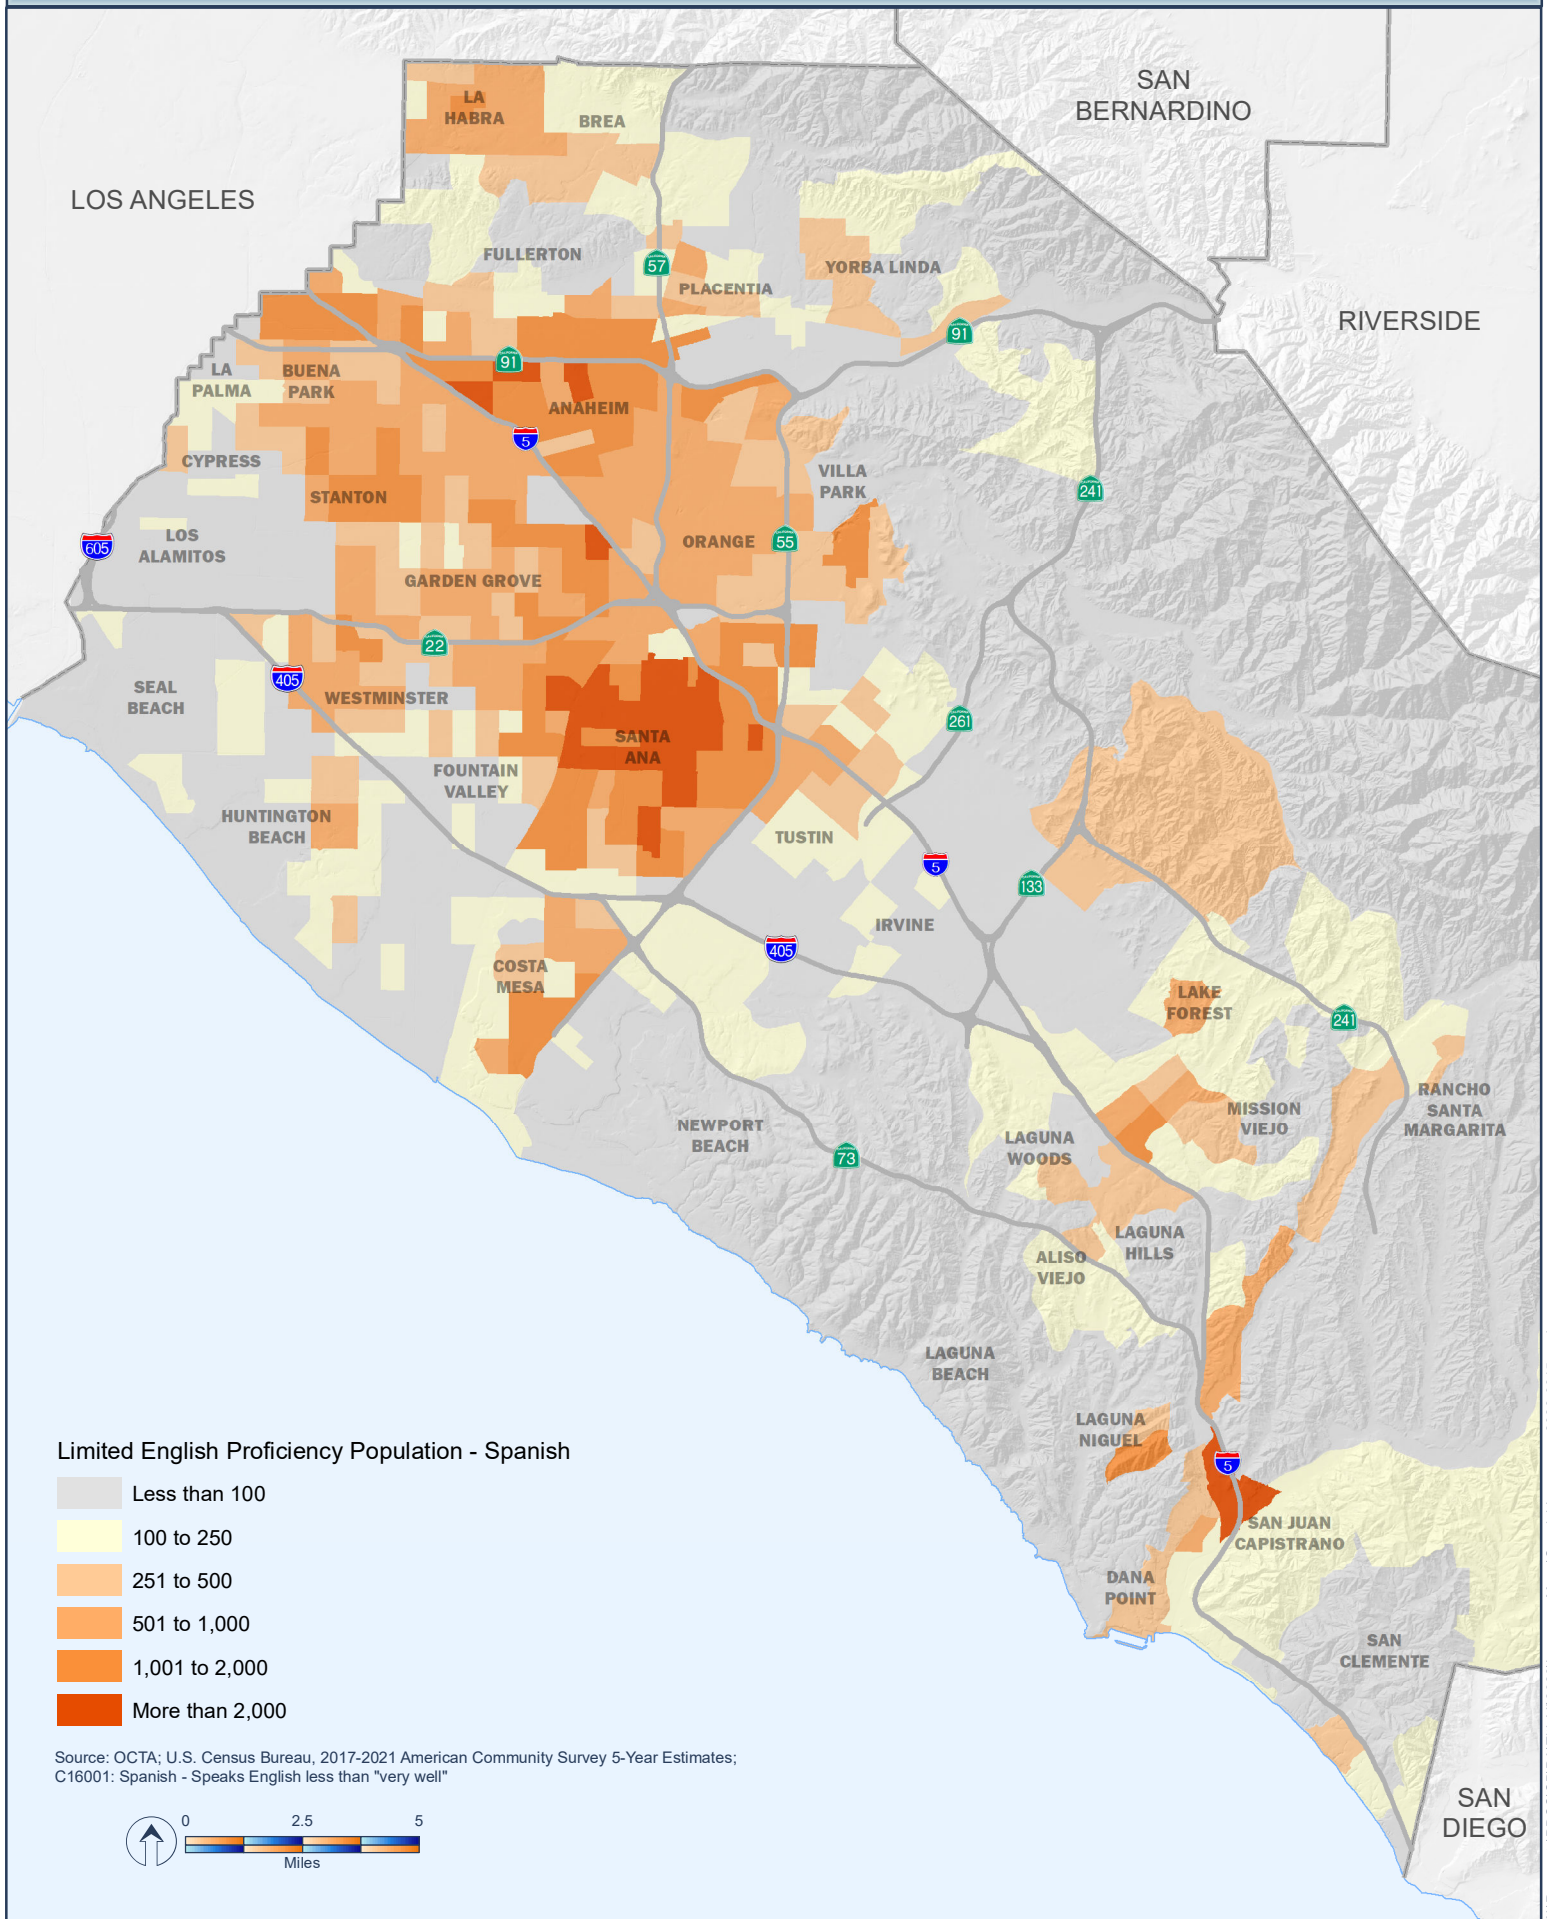 SAN
BERNARDINO
LA
HABRA
BREA
LOS ANGELES
FULLERTON
57
YORBA LINDA
PLACENTIA
RIVERSIDE
91
91
LA
PALMA
BUENA
PARK
ANAHEIM
5
CYPRESS
VILLA
PARK
STANTON
241
LOS
ALAMITOS
605
ORANGE
55
GARDEN GROVE
22
405
SEAL
BEACH
WESTMINSTER
261
SANTA
ANA
FOUNTAIN
VALLEY
HUNTINGTON
BEACH
TUSTIN
5
133
IRVINE
405
COSTA
MESA
LAKE
FOREST
241
RANCHO
SANTA
MARGARITA
MISSION
VIEJO
NEWPORT
BEACH
73
LAGUNA
WOODS
LAGUNA
HILLS
ALISO
VIEJO
LAGUNA
BEACH
LAGUNA
NIGUEL
5
SAN JUAN
CAPISTRANO
DANA
POINT
SAN
CLEMENTE
SAN
DIEGO
Limited English Proficiency Population - Spanish
Less than 100
100 to 250
251 to 500
501 to 1,000
1,001 to 2,000
More than 2,000
Source: OCTA; U.S. Census Bureau, 2017-2021 American Community Survey 5-Year Estimates;
C16001: Spanish - Speaks English less than "very well"
0 2.5 5
Miles